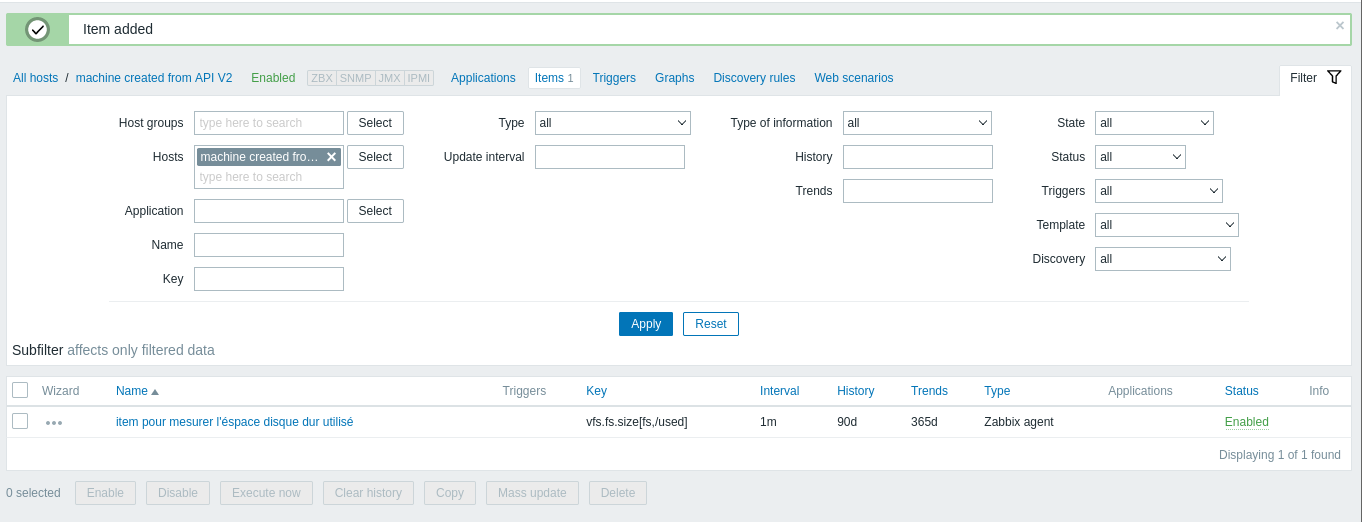 Item added
All hosts / machine created from API V2 Enabled ZBX SNMP JMX IPMI Applications Items 1 Triggers Graphs Discovery rules Web scenarios Filter
Host groups type here to search Select Type all Type of information all State all
Hosts machine created fro... Select Update interval History Status all
type here to search
Trends Triggers all
Application Select
Template all
Name
Discovery all
Key
Apply Reset
Subfilter affects only filtered data
Wizard Name Triggers Key Interval History Trends Type Applications Status Info
item pour mesurer l'éspace disque dur utilisé vfs.fs.size[fs,/used] 1m 90d 365d Zabbix agent Enabled
Displaying 1 of 1 found
0 selected Enable Disable Execute now Clear history Copy Mass update Delete